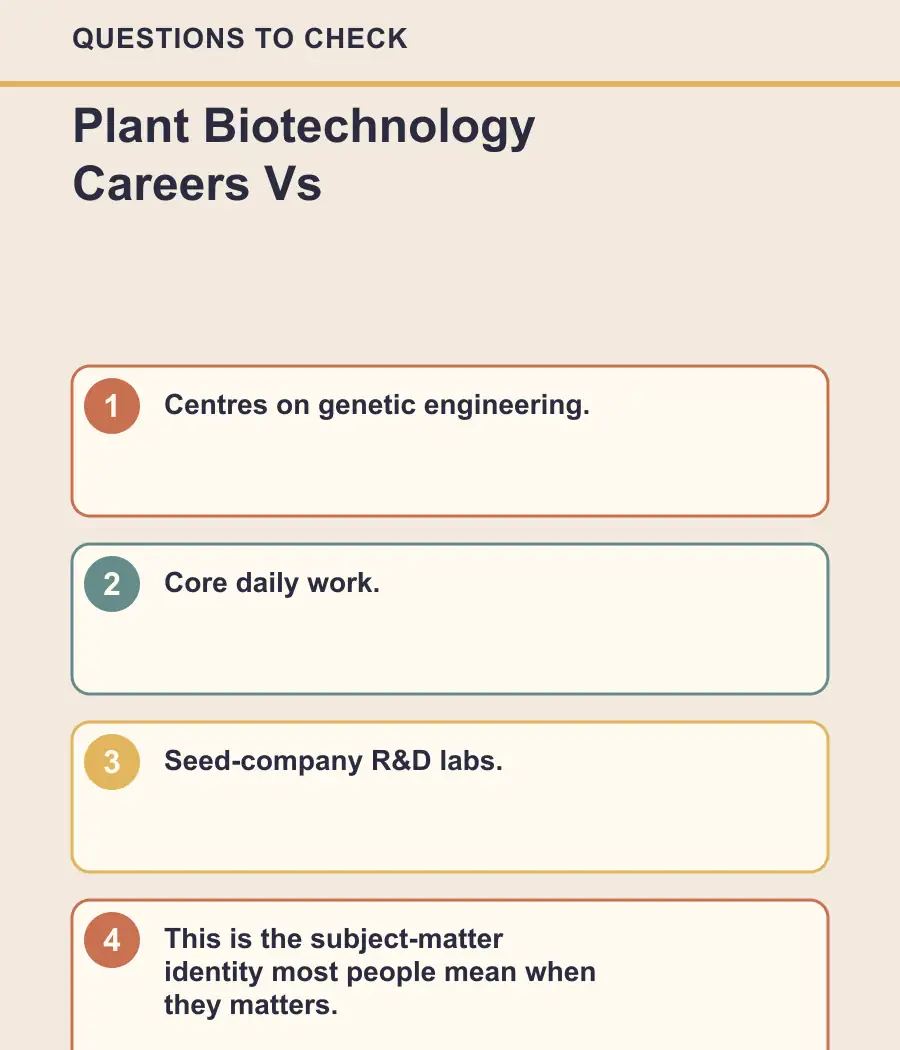 QUESTIONS TO CHECK
Plant Biotechnology
Careers Vs
1
Centres on genetic engineering.
2
Core daily work.
3
Seed-company R&D labs.
4
This is the subject-matter
identity most people mean when
they matters.